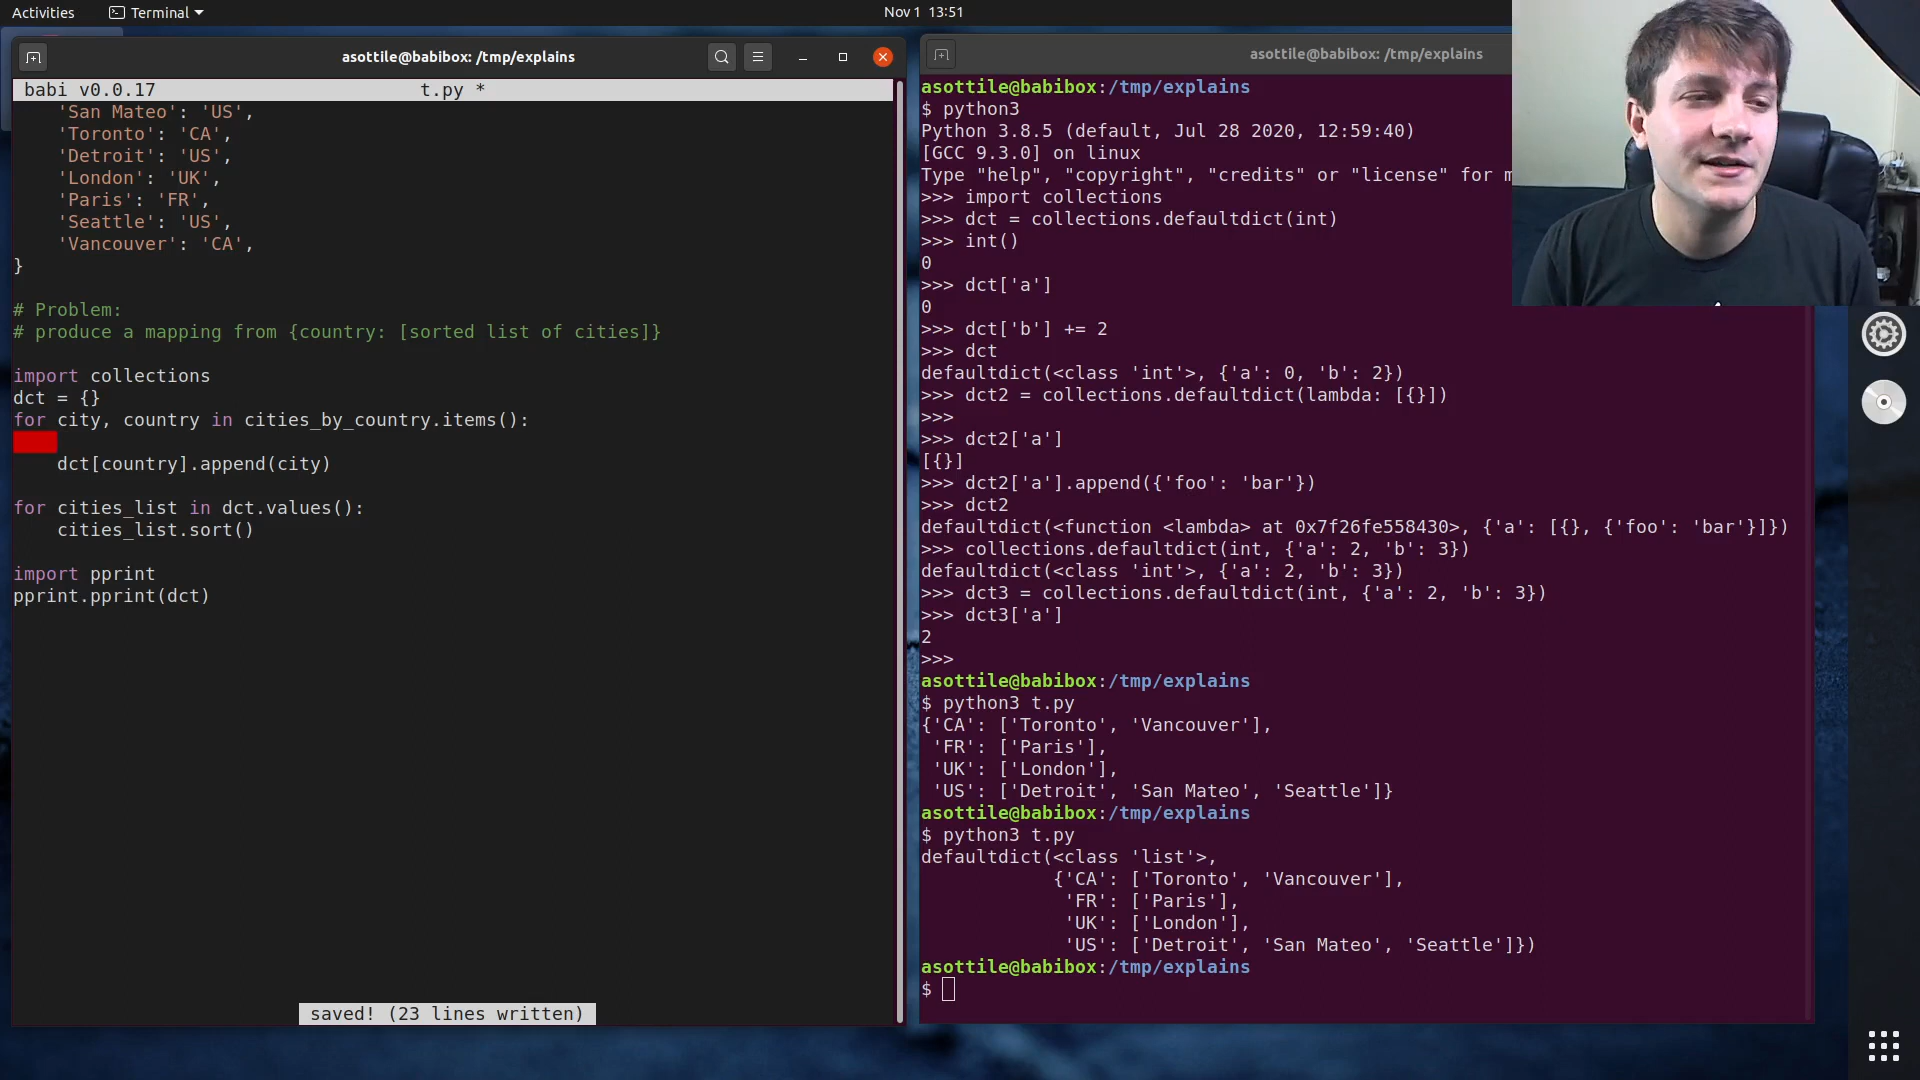 Activities
Terminal
Nov 1 13:51
asottile@babibox: /tmp/explains
babi v0.0.17 t.py *
'San Mateo': 'US',
'Toronto': 'CA',
'Detroit': 'US',
'London': 'UK',
'Paris': 'FR',
'Seattle': 'US',
'Vancouver': 'CA',
}
# Problem:
# produce a mapping from {country: [sorted list of cities]}
import collections
dct = {}
for city, country in cities_by_country.items():
dct[country].append(city)
for cities_list in dct.values():
cities_list.sort()
import pprint
pprint.pprint(dct)
saved! (23 lines written)
asottile@babibox: /tmp/explains
asottile@babibox:/tmp/explains
$ python3
Python 3.8.5 (default, Jul 28 2020, 12:59:40)
[GCC 9.3.0] on linux
Type "help", "copyright", "credits" or "license" for
>>> import collections
>>> dct = collections.defaultdict(int)
>>> int()
0
>>> dct['a']
0
>>> dct['b'] += 2
>>> dct
defaultdict(<class 'int'>, {'a': 0, 'b': 2})
>>> dct2 = collections.defaultdict(lambda: [{}])
>>>
>>> dct2['a']
[{}]
>>> dct2['a'].append({'foo': 'bar'})
>>> dct2
defaultdict(<function <lambda> at 0x7f26fe558430>, {'a': [{}, {'foo': 'bar'}]})
>>> collections.defaultdict(int, {'a': 2, 'b': 3})
defaultdict(<class 'int'>, {'a': 2, 'b': 3})
>>> dct3 = collections.defaultdict(int, {'a': 2, 'b': 3})
>>> dct3['a']
2
>>>
asottile@babibox:/tmp/explains
$ python3 t.py
{'CA': ['Toronto', 'Vancouver'],
'FR': ['Paris'],
'UK': ['London'],
'US': ['Detroit', 'San Mateo', 'Seattle']}
asottile@babibox:/tmp/explains
$ python3 t.py
defaultdict(<class 'list'>,
{'CA': ['Toronto', 'Vancouver'],
'FR': ['Paris'],
'UK': ['London'],
'US': ['Detroit', 'San Mateo', 'Seattle']})
asottile@babibox:/tmp/explains
$